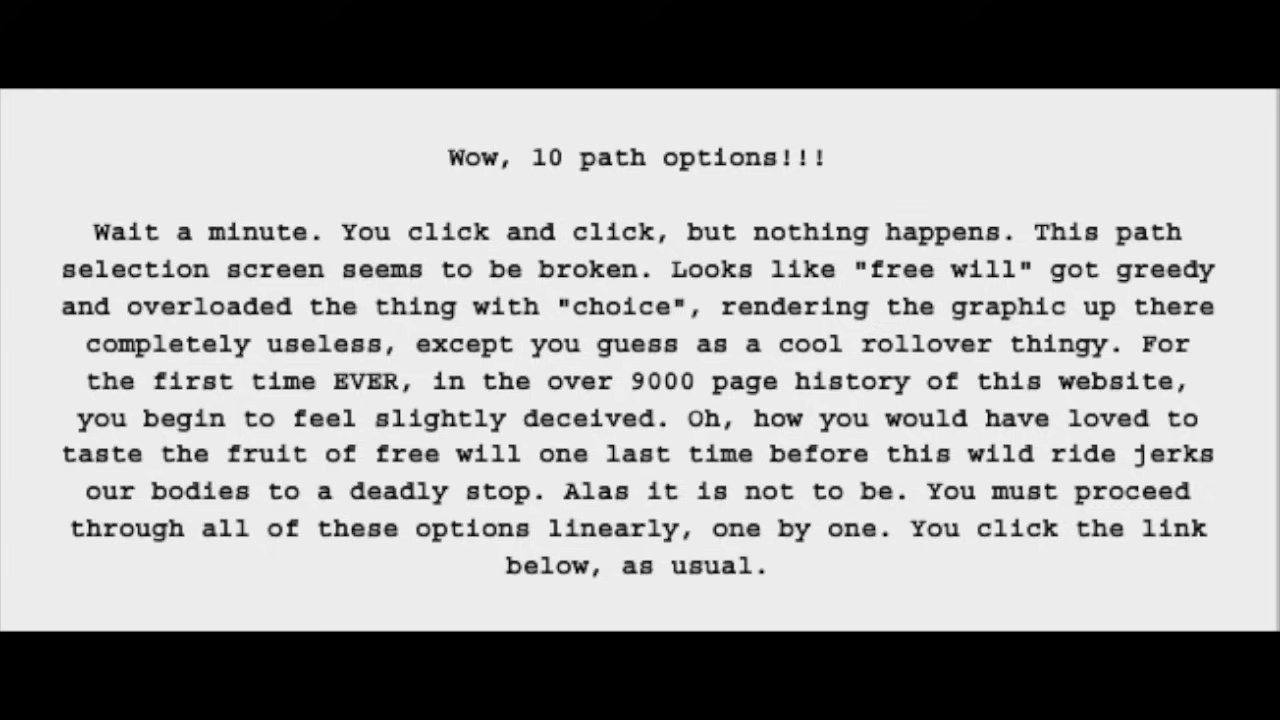 Wow, 10 path options!!!
Wait a minute. You click and click, but nothing happens. This path
selection screen seems to be broken. Looks like "free will" got greedy
and overloaded the thing with "choice", rendering the graphic up there
completely useless, except you guess as a cool rollover thingy. For
the first time EVER, in the over 9000 page history of this website,
you begin to feel slightly deceived. Oh, how you would have loved to
taste the fruit of free will one last time before this wild ride jerks
our bodies to a deadly stop. Alas it is not to be. You must proceed
through all of these options linearly, one by one. You click the link
below, as usual.